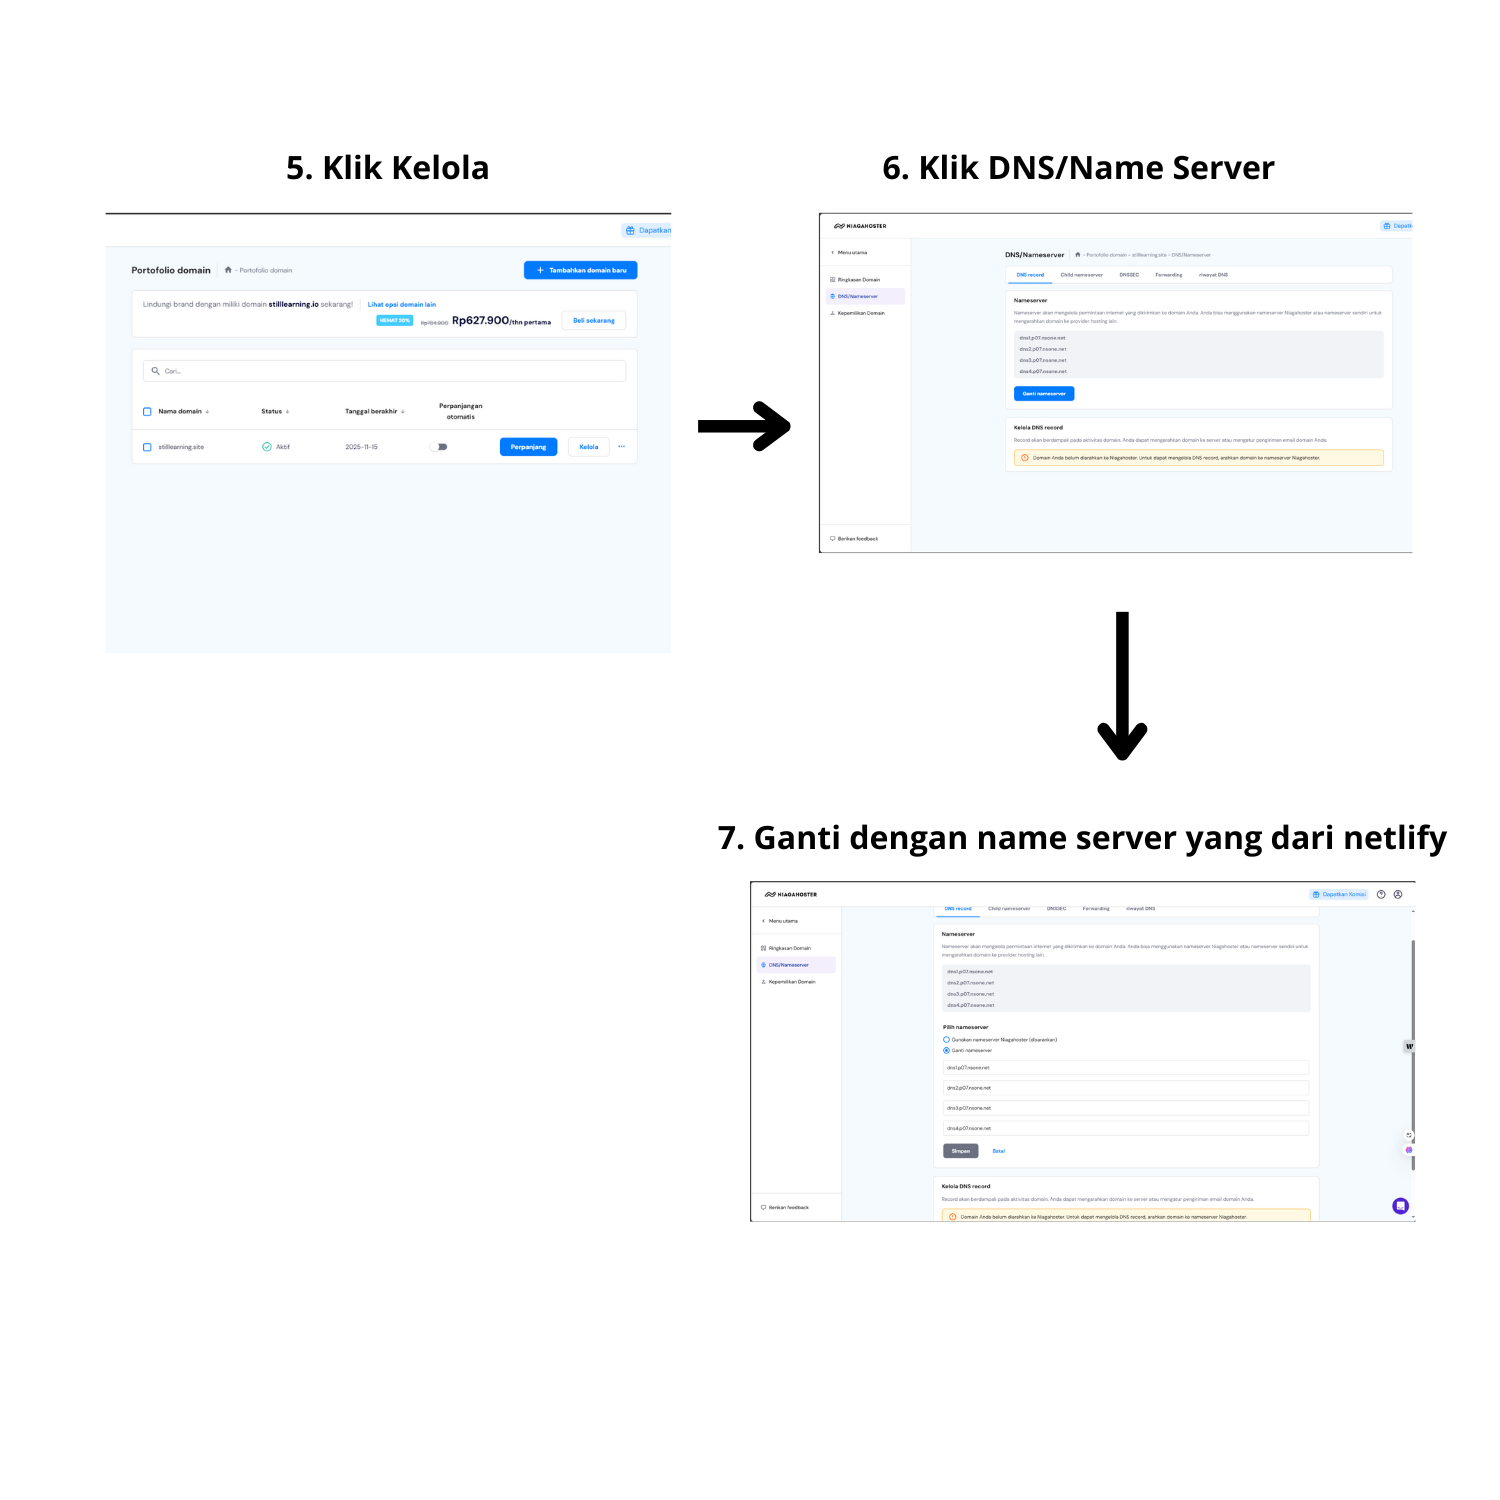 5. Klik Kelola
Dapatkan
Portofolio domain
- Portofolio domain
+ Tambahkan domain baru
Lindungi brand dengan miliki domain stilllearning.io sekarang!
Lihat opsi domain lain
HEMAT 20%
Rp627.900/thn pertama
Beli sekarang
Cari...
Nama domain ↓
Status ↓
Tanggal berakhir ↓
Perpanjangan
otomatis
stilllearning.site
Aktif
2025-11-15
Perpanjang
Kelola
6. Klik DNS/Name Server
NIAGAHOSTER
Dapatk
Menu utama
Ringkasan Domain
DNS/Nameserver
Kepemilikan Domain
Berikan feedback
DNS/Nameserver
- Portofolio domain - stilllearning.site - DNS/Nameserver
DNS record
Child nameserver
DNSSEC
Forwarding
riwayat DNS
Nameserver
Nameserver akan mengelola permintaan internet yang dikirimkan ke domain Anda. Anda bisa menggunakan nameserver Niagahoster atau nameserver sendiri untuk
mengarahkan domain ke provider hosting lain.
dns1.p07.nsone.net
dns2.p07.nsone.net
dns3.p07.nsone.net
dns4.p07.nsone.net
Ganti nameserver
Kelola DNS record
Record akan berdampak pada aktivitas domain. Anda dapat mengarahkan domain ke server atau mengatur pengiriman email domain Anda.
Domain Anda belum diarahkan ke Niagahoster. Untuk dapat mengelola DNS record, arahkan domain ke nameserver Niagahoster.
7. Ganti dengan name server yang dari netlify
NIAGAHOSTER
Dapatkan Komisi
Menu utama
Ringkasan Domain
DNS/Nameserver
Kepemilikan Domain
Berikan feedback
DNS record
Child nameserver
DNSSEC
Forwarding
riwayat DNS
Nameserver
Nameserver akan mengelola permintaan internet yang dikirimkan ke domain Anda. Anda bisa menggunakan nameserver Niagahoster atau nameserver sendiri untuk
mengarahkan domain ke provider hosting lain.
dns1.p07.nsone.net
dns2.p07.nsone.net
dns3.p07.nsone.net
dns4.p07.nsone.net
Pilih nameserver
Gunakan nameserver Niagahoster (disarankan)
Ganti nameserver
dns1.p07.nsone.net
dns2.p07.nsone.net
dns3.p07.nsone.net
dns4.p07.nsone.net
Simpan
Batal
Kelola DNS record
Record akan berdampak pada aktivitas domain. Anda dapat mengarahkan domain ke server atau mengatur pengiriman email domain Anda.
Domain Anda belum diarahkan ke Niagahoster. Untuk dapat mengelola DNS record, arahkan domain ke nameserver Niagahoster.
W